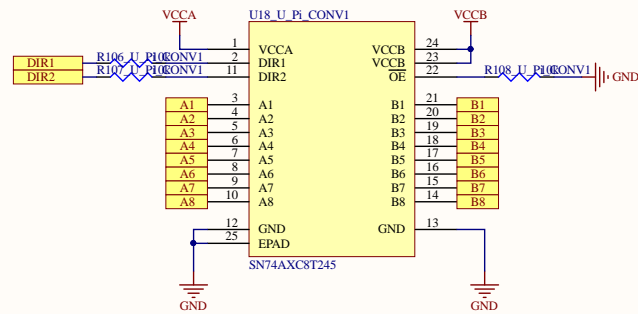 VCCA
U18_U_Pi_CONV1
VCCB
DIR1
R106_U_Pi_CONV1
10k
1
VCCA
VCCB
24
2
DIR1
VCCB
23
DIR2
R107_U_Pi_CONV1
10k
11
DIR2
OE
22
R108_U_Pi_CONV1
10k
GND
A1
3
A1
B1
21
B1
A2
4
A2
B2
20
B2
A3
5
A3
B3
19
B3
A4
6
A4
B4
18
B4
A5
7
A5
B5
17
B5
A6
8
A6
B6
16
B6
A7
9
A7
B7
15
B7
A8
10
A8
B8
14
B8
12
GND
GND
13
25
EPAD
SN74AXC8T245
GND
GND